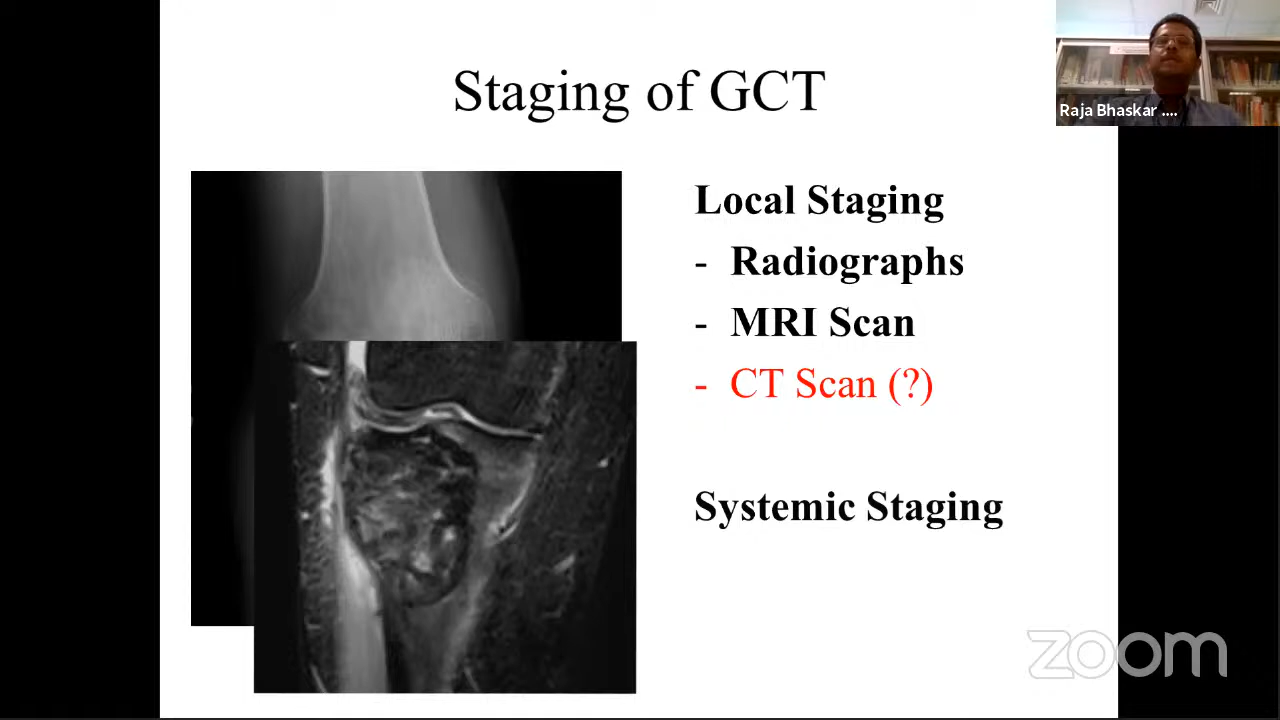 Staging of GCT
Raja Bhaskar ....
Local Staging
- Radiographs
- MRI Scan
- CT Scan (?)
Systemic Staging
zoom